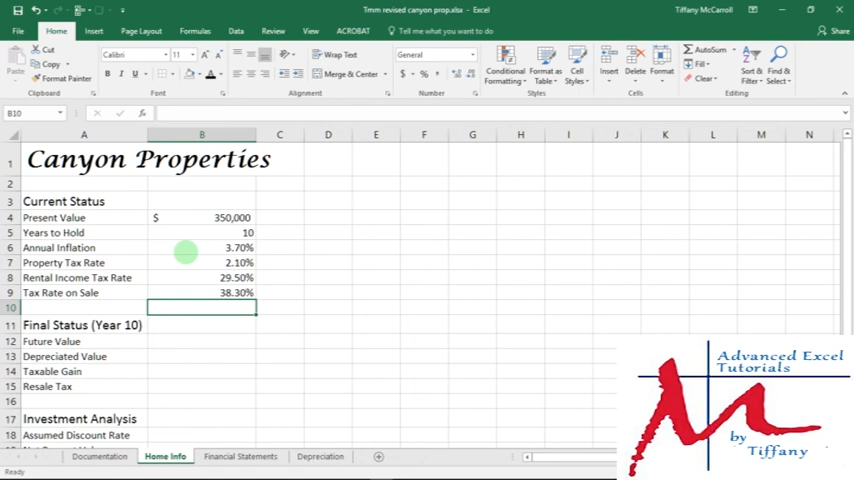 Tmm revised canyon prop.xlsx - Excel
Tiffany McCarroll
File Home Insert Formulas Data Review View ACROBAT Tell me what you want to do
Share
Paste
Cut
Copy
Format Painter
Clipboard
Calibri 11
B I U
Font
Wrap Text
Merge & Center
Alignment
General
$ % ,
Number
Conditional Formatting
Format as Table
Cell Styles
Styles
Insert Delete Format
Cells
AutoSum
Fill
Clear
Sort & Filter
Find & Select
Editing
B10
fx
A B C D E F G H I J K L M N
1 Canyon Properties
2
3 Current Status
4 Present Value $ 350,000
5 Years to Hold 10
6 Annual Inflation 3.70%
7 Property Tax Rate 2.10%
8 Rental Income Tax Rate 29.50%
9 Tax Rate on Sale 38.30%
10
11 Final Status (Year 10)
12 Future Value
13 Depreciated Value
14 Taxable Gain
15 Resale Tax
16
17 Investment Analysis
18 Assumed Discount Rate
Advanced Excel
Tutorials
by
Tiffany
Documentation Home Info Financial Statements Depreciation
Ready